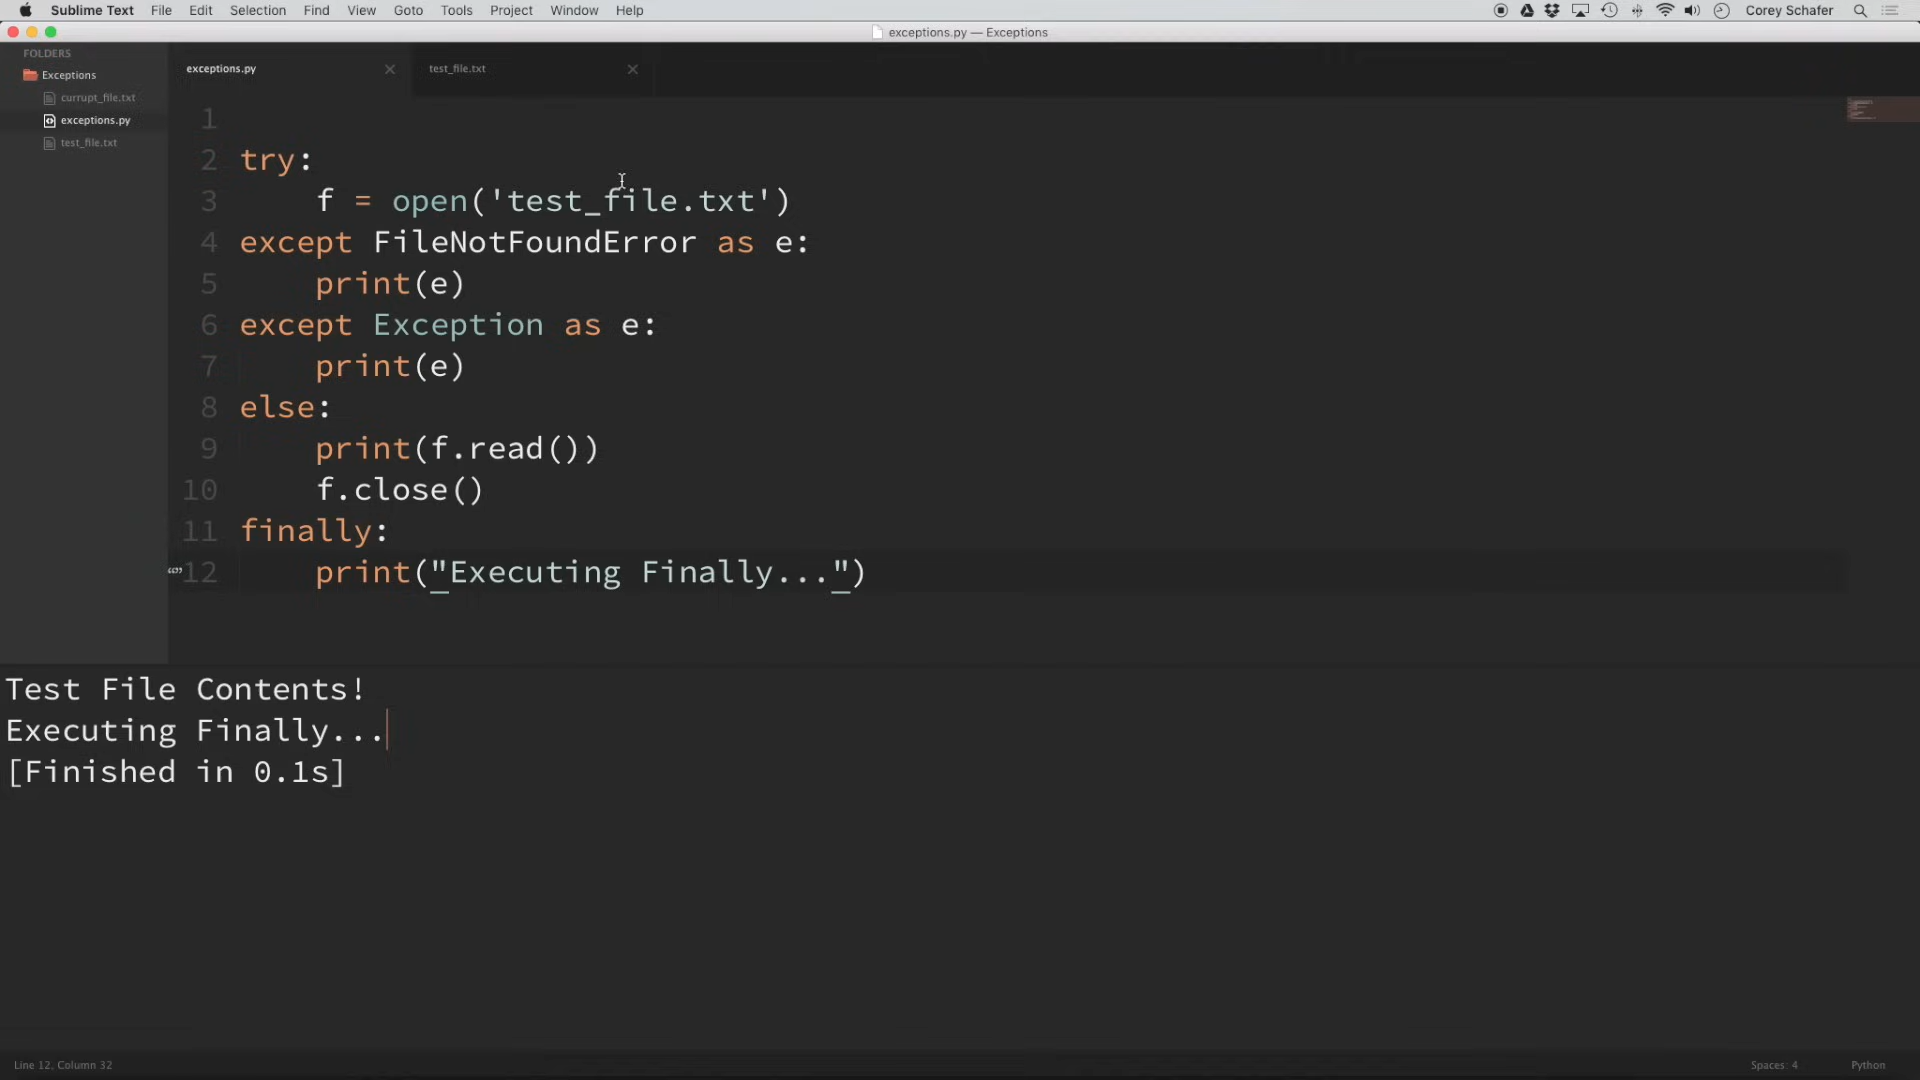 Sublime Text File Edit Selection Find View Goto Tools Project Window Help Corey Schafer
exceptions.py — Exceptions
FOLDERS
Exceptions
currupt_file.txt
exceptions.py
test_file.txt
exceptions.py test_file.txt
1
2 try:
3     f = open('test_file.txt')
4 except FileNotFoundError as e:
5     print(e)
6 except Exception as e:
7     print(e)
8 else:
9     print(f.read())
10     f.close()
11 finally:
12     print("Executing Finally...")
Test File Contents!
Executing Finally...
[Finished in 0.1s]
Line 12, Column 32 Spaces: 4 Python